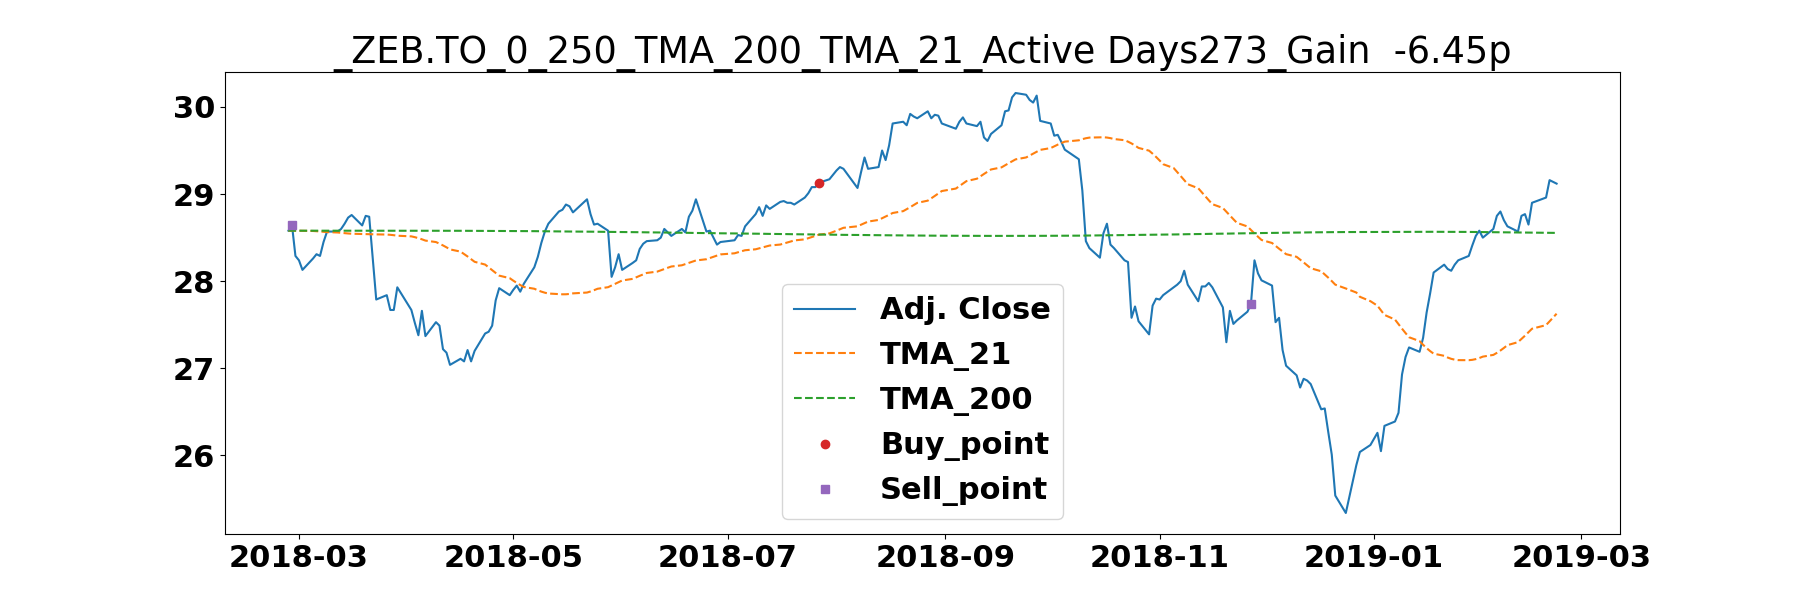 _ZEB.TO_0_250_TMA_200_TMA_21_Active Days273_Gain  -6.45p
30
29
28
27
26
Adj. Close
TMA_21
TMA_200
Buy_point
Sell_point
2018-03 2018-05 2018-07 2018-09 2018-11 2019-01 2019-03